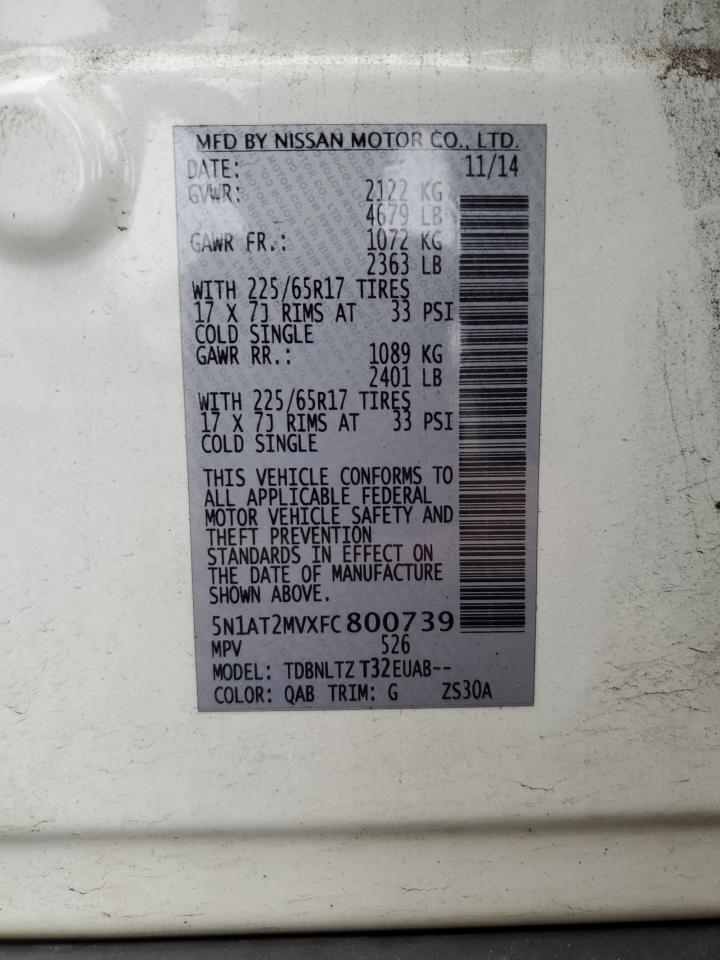 MFD BY NISSAN MOTOR CO., LTD.
DATE: 11/14
GVWR: 2122 KG
4679 LB
GAWR FR.: 1072 KG
2363 LB
WITH 225/65R17 TIRES
17 X 7J RIMS AT 33 PSI
COLD SINGLE
GAWR RR.: 1089 KG
2401 LB
WITH 225/65R17 TIRES
17 X 7J RIMS AT 33 PSI
COLD SINGLE
THIS VEHICLE CONFORMS TO
ALL APPLICABLE FEDERAL
MOTOR VEHICLE SAFETY AND
THEFT PREVENTION
STANDARDS IN EFFECT ON
THE DATE OF MANUFACTURE
SHOWN ABOVE.
5N1AT2MVXFC800739
MPV 526
MODEL: TDBNLTZ T32EUAB--
COLOR: QAB TRIM: G ZS30A